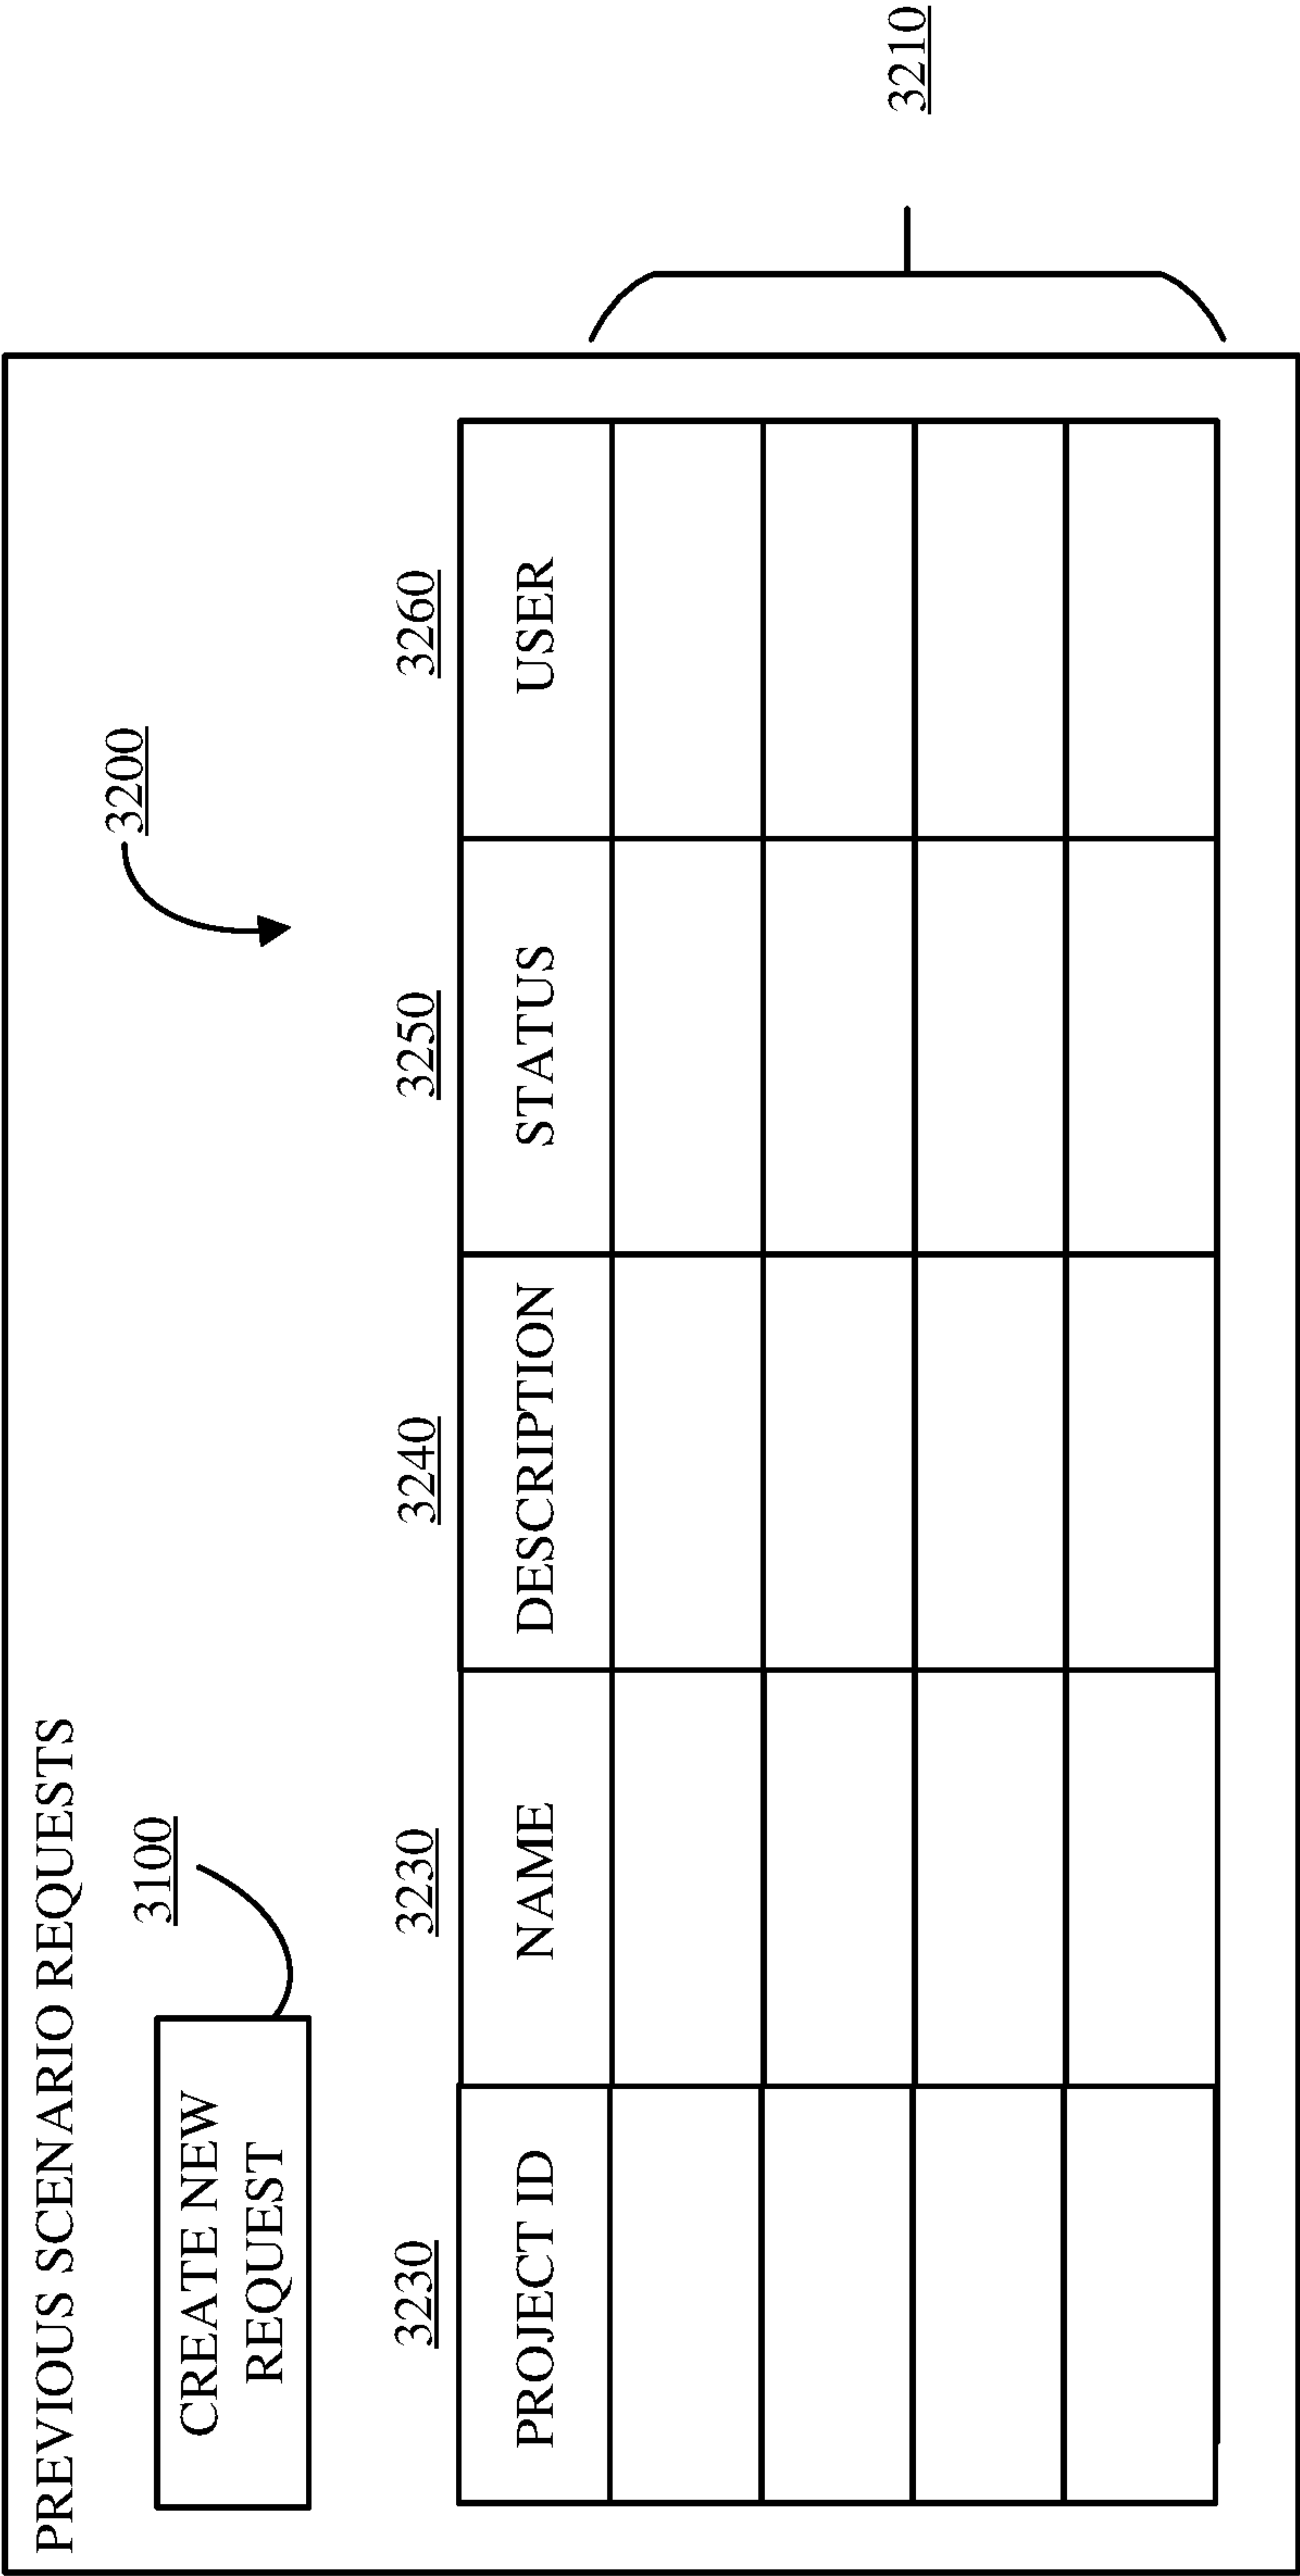 PREVIOUS SCENARIO REQUESTS
3100
3200
CREATE NEW
REQUEST
3230
3230
3240
3250
3260
PROJECT ID
NAME
DESCRIPTION
STATUS
USER
3210